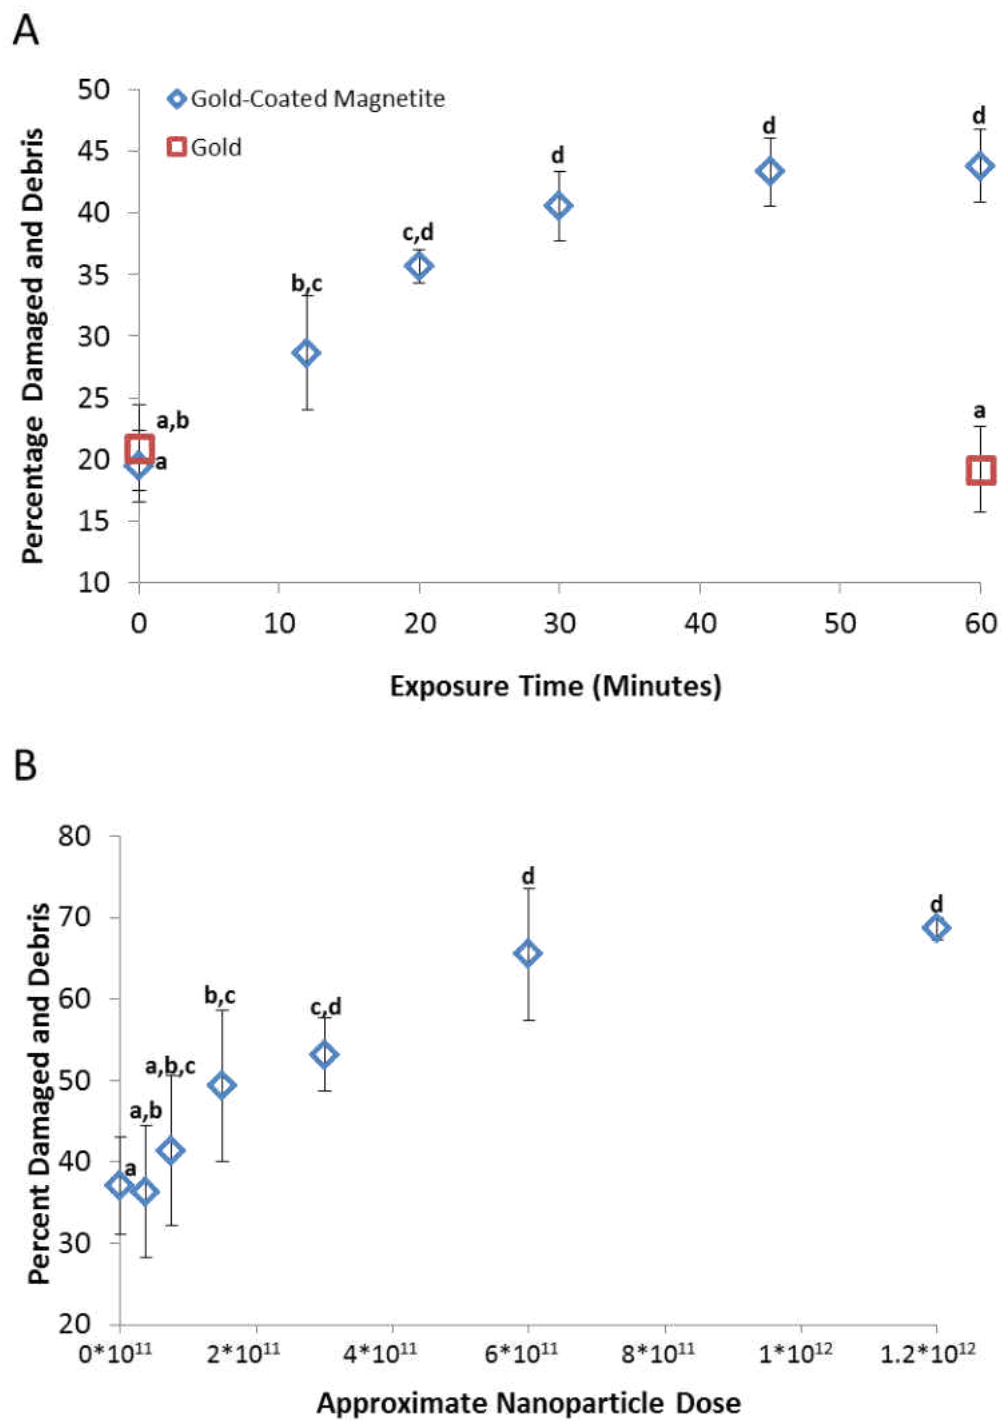 A
50
45
40
35
30
25
20
15
10
Percentage Damaged and Debris
Gold-Coated Magnetite
Gold
a,b
a
b,c
c,d
d
d
d
a
0 10 20 30 40 50 60
Exposure Time (Minutes)
B
80
70
60
50
40
30
20
Percent Damaged and Debris
a
a,b
a,b,c
b,c
c,d
d
d
0*10¹¹ 2*10¹¹ 4*10¹¹ 6*10¹¹ 8*10¹¹ 1*10¹² 1.2*10¹²
Approximate Nanoparticle Dose